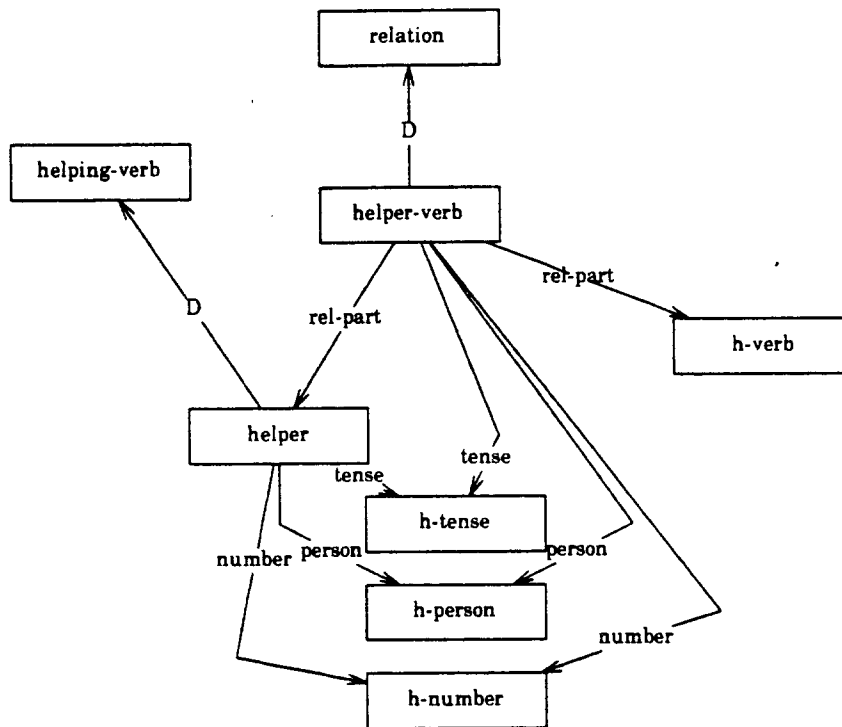 relation
D
helping-verb
helper-verb
rel-part
D
rel-part
h-verb
helper
tense
tense
h-tense
number
person
person
h-person
number
h-number